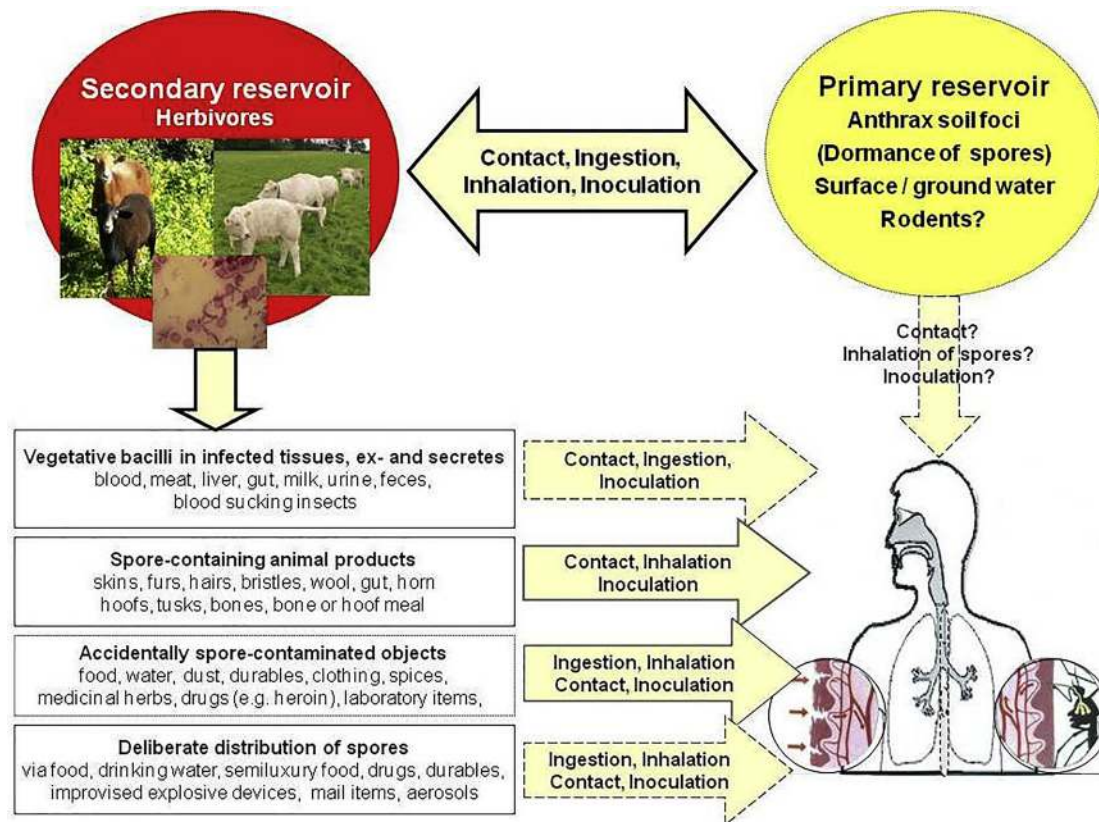 Secondary reservoir
Herbivores
Contact, Ingestion,
Inhalation, Inoculation
Primary reservoir
Anthrax soil foci
(Dormance of spores)
Surface / ground water
Rodents?
Contact?
Inhalation of spores?
Inoculation?
Vegetative bacilli in infected tissues, ex- and secretes
blood, meat, liver, gut, milk, urine, feces,
blood sucking insects
Contact, Ingestion,
Inoculation
Spore-containing animal products
skins, furs, hairs, bristles, wool, gut, horn
hoofs, tusks, bones, bone or hoof meal
Contact, Inhalation
Inoculation
Accidentally spore-contaminated objects
food, water, dust, durables, clothing, spices,
medicinal herbs, drugs (e.g. heroin), laboratory items,
Ingestion, Inhalation
Contact, Inoculation
Deliberate distribution of spores
via food, drinking water, semiluxury food, drugs, durables,
improvised explosive devices, mail items, aerosols
Ingestion, Inhalation
Contact, Inoculation